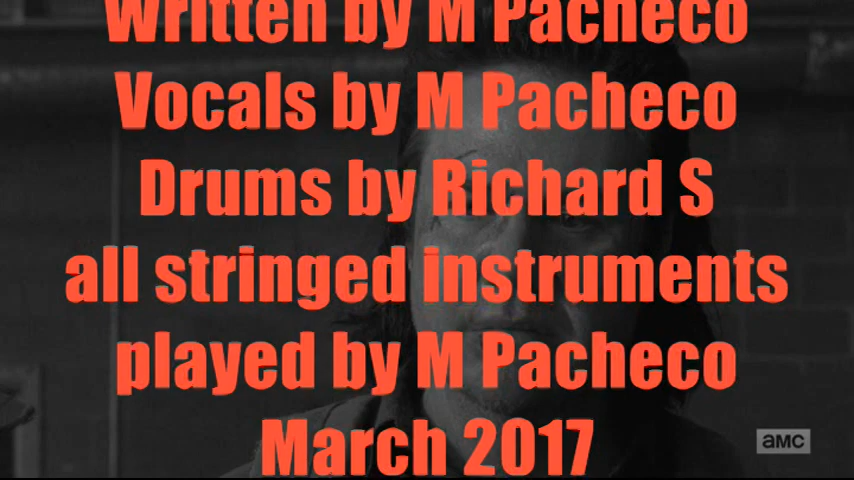 Written by M Pacheco
Vocals by M Pacheco
Drums by Richard S
all stringed instruments
played by M Pacheco
March 2017
amc